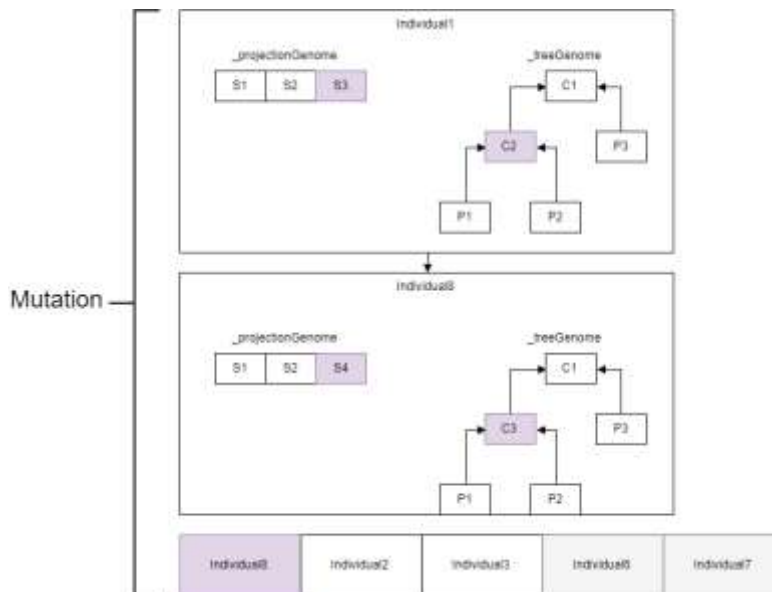 Individual1
_projectionGenome
_treeGenome
S1 S2 S3
C1
C2
P3
P1 P2
Mutation
Individual8
_projectionGenome
_treeGenome
S1 S2 S4
C1
C3
P3
P1 P2
Individual8 Individual2 Individual3 Individual6 Individual7